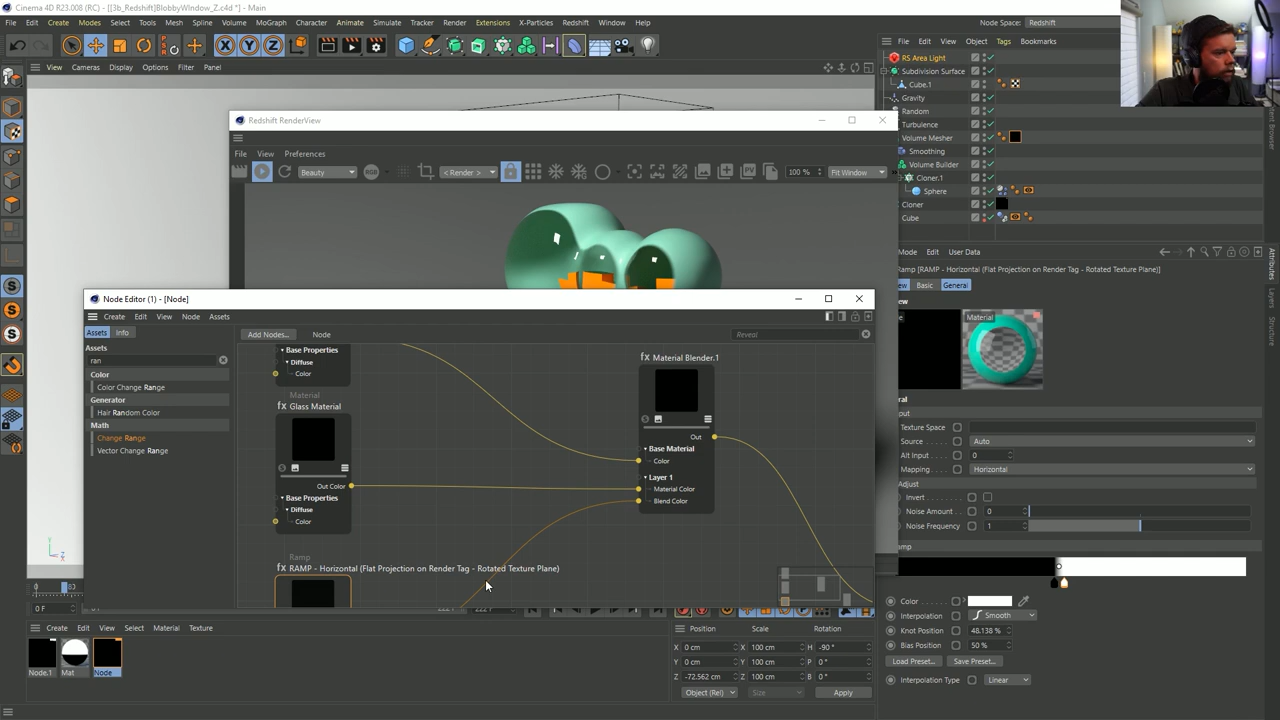 Cinema 4D R23.008 (RC) - [[3b_Redshift]BlobbyWIndow_Z.c4d *] - Main
File Edit Create Modes Select Tools Mesh Spline Volume MoGraph Character Animate Simulate Tracker Render Extensions X-Particles Redshift Window Help
Node Space: Redshift
View Cameras Display Options Filter Panel
File Edit View Object Tags Bookmarks
RS Area Light
Subdivision Surface
Cube.1
Gravity
Random
Turbulence
Volume Mesher
Smoothing
Volume Builder
Cloner.1
Sphere
Cloner
Cube
Redshift RenderView
File View Preferences
Beauty
RGB
< Render >
PV
100 %
Fit Window
Node Editor (1) - [Node]
Create Edit View Node Assets
Assets Info
Assets
ran
Color
Color Change Range
Generator
Hair Random Color
Math
Change Range
Vector Change Range
Add Nodes...
Node
Reveal
Base Properties
Diffuse
Color
Material
fx Glass Material
Out Color
Base Properties
Diffuse
Color
Ramp
fx RAMP - Horizontal (Flat Projection on Render Tag - Rotated Texture Plane)
fx Material Blender.1
Out
Base Material
Color
Layer 1
Material Color
Blend Color
Mode Edit User Data
Ramp [RAMP - Horizontal (Flat Projection on Render Tag - Rotated Texture Plane)]
Basic General
Material
Texture Space
Source Auto
Alt Input 0
Mapping Horizontal
Adjust
Invert
Noise Amount 0
Noise Frequency 1
Color
Interpolation Smooth
Knot Position 48.138 %
Bias Position 50 %
Load Preset... Save Preset...
Interpolation Type Linear
Attributes
Layers
Structure
0 F
Create Edit View Select Material Texture
Node.1 Mat Node
Position Scale Rotation
X 0 cm X 100 cm H -90 °
Y 0 cm Y 100 cm P 0 °
Z -72.562 cm Z 100 cm B 0 °
Object (Rel) Size Apply